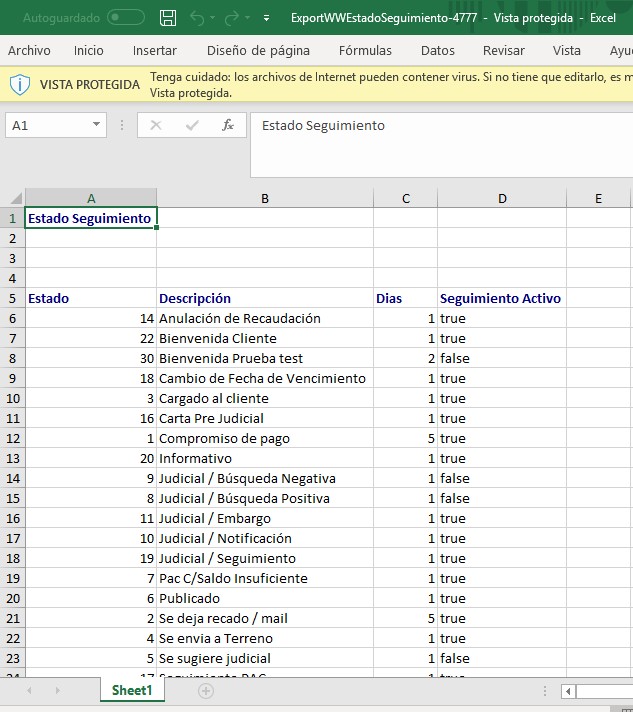 Autoguardado
ExportWWEstadoSeguimiento-4777 - Vista protegida - Excel
Archivo Inicio Insertar Diseño de página Fórmulas Datos Revisar Vista
VISTA PROTEGIDA Tenga cuidado: los archivos de Internet pueden contener virus. Si no tiene que editarlo, es
Vista protegida.
A1 fx Estado Seguimiento
A B C D E
1 Estado Seguimiento
2
3
4
5 Estado Descripción Dias Seguimiento Activo
6 14 Anulación de Recaudación 1 true
7 22 Bienvenida Cliente 1 true
8 30 Bienvenida Prueba test 2 false
9 18 Cambio de Fecha de Vencimiento 1 true
10 3 Cargado al cliente 1 true
11 16 Carta Pre Judicial 1 true
12 1 Compromiso de pago 5 true
13 20 Informativo 1 true
14 9 Judicial / Búsqueda Negativa 1 false
15 8 Judicial / Búsqueda Positiva 1 false
16 11 Judicial / Embargo 1 true
17 10 Judicial / Notificación 1 true
18 19 Judicial / Seguimiento 1 true
19 7 Pac C/Saldo Insuficiente 1 true
20 6 Publicado 1 true
21 2 Se deja recado / mail 5 true
22 4 Se envia a Terreno 1 true
23 5 Se sugiere judicial 1 false
Sheet1